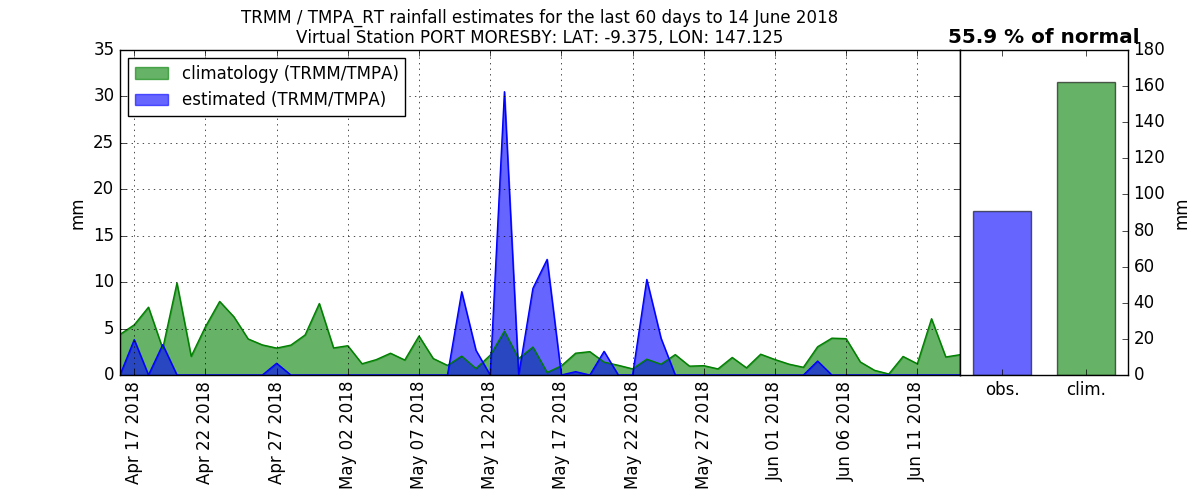 TRMM / TMPA_RT rainfall estimates for the last 60 days to 14 June 2018
Virtual Station PORT MORESBY: LAT: -9.375, LON: 147.125
55.9 % of normal
climatology (TRMM/TMPA)
estimated (TRMM/TMPA)
35
30
25
20
15
10
5
0
mm
180
160
140
120
100
80
60
40
20
0
mm
Apr 17 2018
Apr 22 2018
Apr 27 2018
May 02 2018
May 07 2018
May 12 2018
May 17 2018
May 22 2018
May 27 2018
Jun 01 2018
Jun 06 2018
Jun 11 2018
obs.
clim.